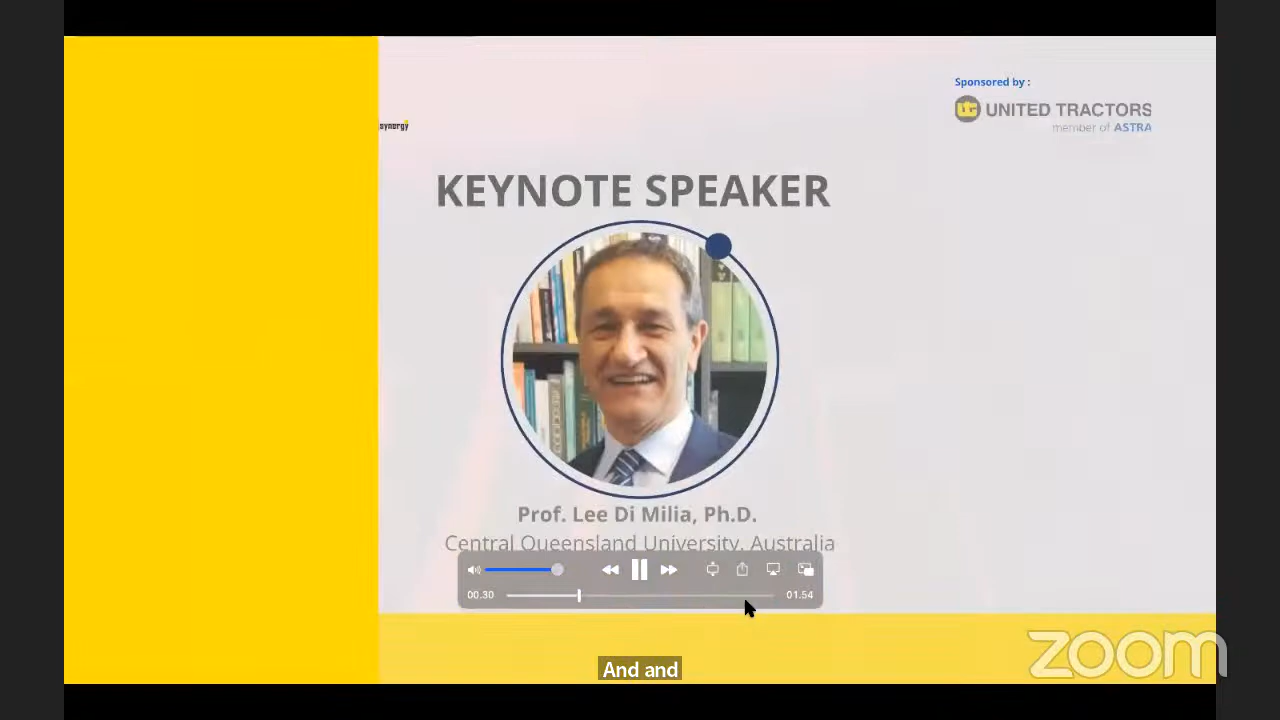 Sponsored by :
UT UNITED TRACTORS
member of ASTRA
synergy
KEYNOTE SPEAKER
Prof. Lee Di Milia, Ph.D.
Central Queensland University, Australia
00.30
01.54
And and
zoom